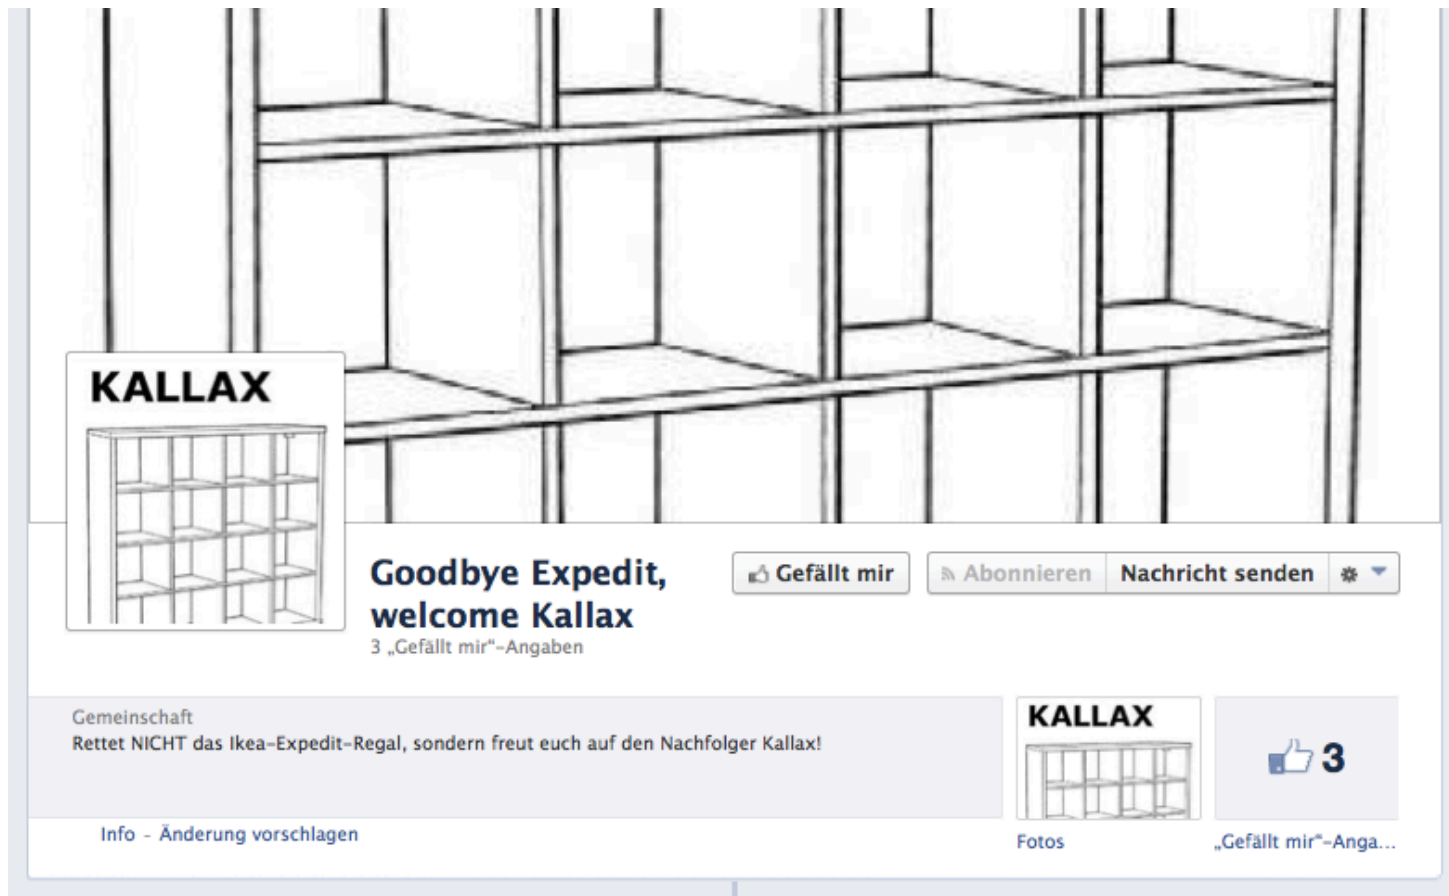 KALLAX
Goodbye Expedit,
welcome Kallax
3 „Gefällt mir“-Angaben
Gefällt mir
Abonnieren
Nachricht senden
Gemeinschaft
Rettet NICHT das Ikea-Expedit-Regal, sondern freut euch auf den Nachfolger Kallax!
Info - Änderung vorschlagen
KALLAX
Fotos
3
„Gefällt mir“-Anga...